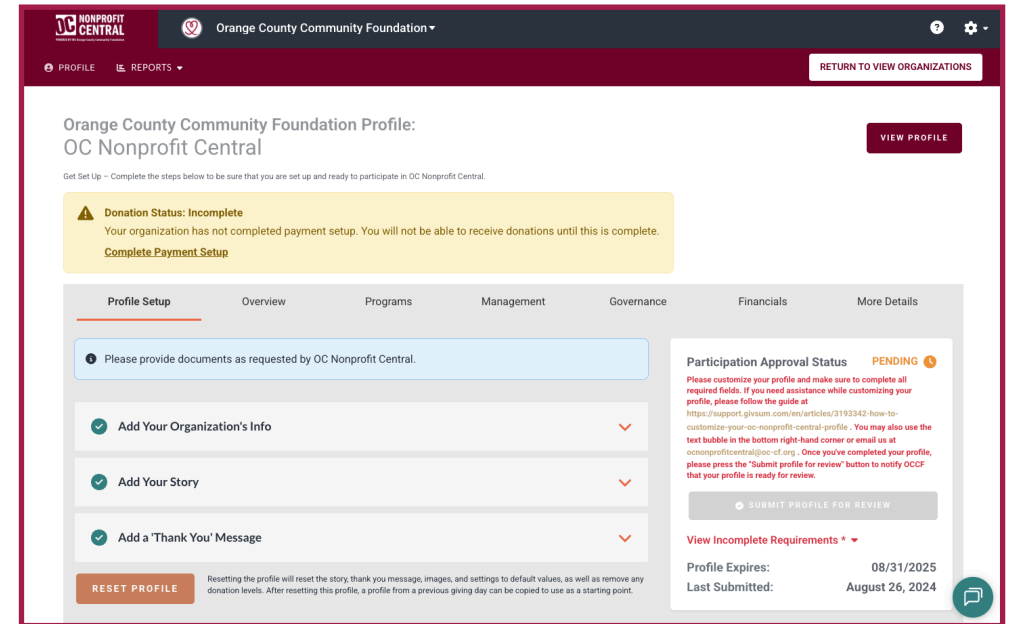 NONPROFIT
CENTRAL
Orange County Community Foundation
PROFILE
REPORTS
RETURN TO VIEW ORGANIZATIONS
Orange County Community Foundation Profile:
OC Nonprofit Central
VIEW PROFILE
Get Set Up – Complete the steps below to be sure that you are set up and ready to participate in OC Nonprofit Central.
Donation Status: Incomplete
Your organization has not completed payment setup. You will not be able to receive donations until this is complete.
Complete Payment Setup
Profile Setup Overview Programs Management Governance Financials More Details
Please provide documents as requested by OC Nonprofit Central.
Add Your Organization's Info
Add Your Story
Add a 'Thank You' Message
RESET PROFILE
Resetting the profile will reset the story, thank you message, images, and settings to default values, as well as remove any
donation levels. After resetting this profile, a profile from a previous giving day can be copied to use as a starting point.
Participation Approval Status PENDING
Please customize your profile and make sure to complete all
required fields. If you need assistance while customizing your
profile, please follow the guide at
https://support.givsum.com/en/articles/3193342-how-to-
customize-your-oc-nonprofit-central-profile . You may also use the
text bubble in the bottom right-hand corner or email us at
ocnonprofitcentral@oc-cf.org . Once you've completed your profile,
please press the "Submit profile for review" button to notify OCCF
that your profile is ready for review.
SUBMIT PROFILE FOR REVIEW
View Incomplete Requirements *
Profile Expires: 08/31/2025
Last Submitted: August 26, 2024